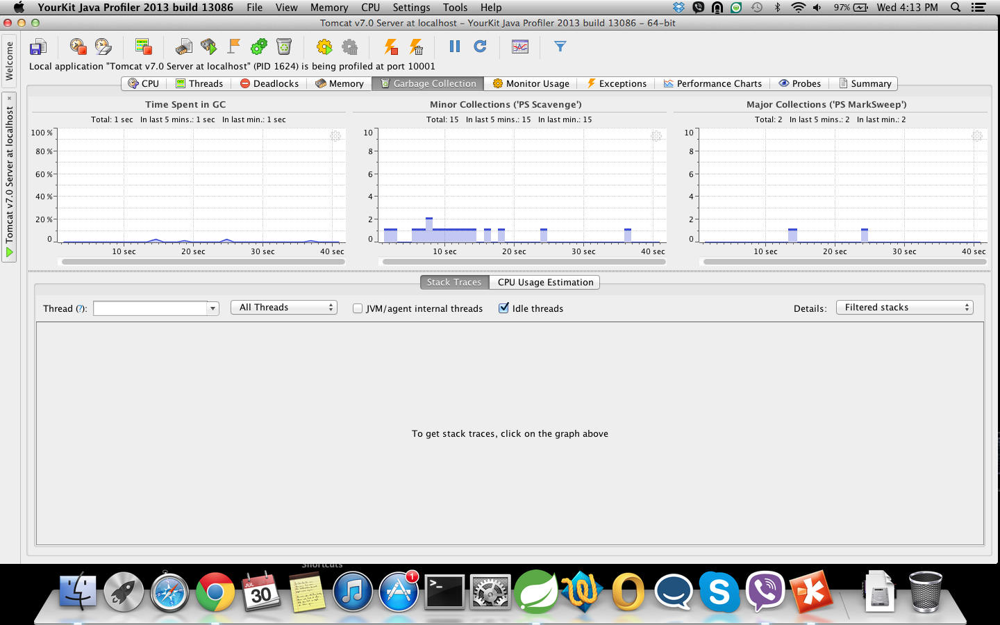 YourKit Java Profiler 2013 build 13086 File View Memory CPU Settings Tools Help 97% Wed 4:13 PM
Tomcat v7.0 Server at localhost - YourKit Java Profiler 2013 build 13086 - 64-bit
Welcome
Tomcat v7.0 Server at localhost
Local application "Tomcat v7.0 Server at localhost" (PID 1624) is being profiled at port 10001
CPU Threads Deadlocks Memory Garbage Collection Monitor Usage Exceptions Performance Charts Probes Summary
Time Spent in GC
Total: 1 sec In last 5 mins.: 1 sec In last min.: 1 sec
100 %
80 %
60 %
40 %
20 %
0
10 sec 20 sec 30 sec 40 sec
Minor Collections ('PS Scavenge')
Total: 15 In last 5 mins.: 15 In last min.: 15
10
8
6
4
2
0
10 sec 20 sec 30 sec 40 sec
Major Collections ('PS MarkSweep')
Total: 2 In last 5 mins.: 2 In last min.: 2
10
8
6
4
2
0
10 sec 20 sec 30 sec 40 sec
Stack Traces CPU Usage Estimation
Thread (?): All Threads JVM/agent internal threads Idle threads Details: Filtered stacks
To get stack traces, click on the graph above
Shortcuts
JUL
30
1